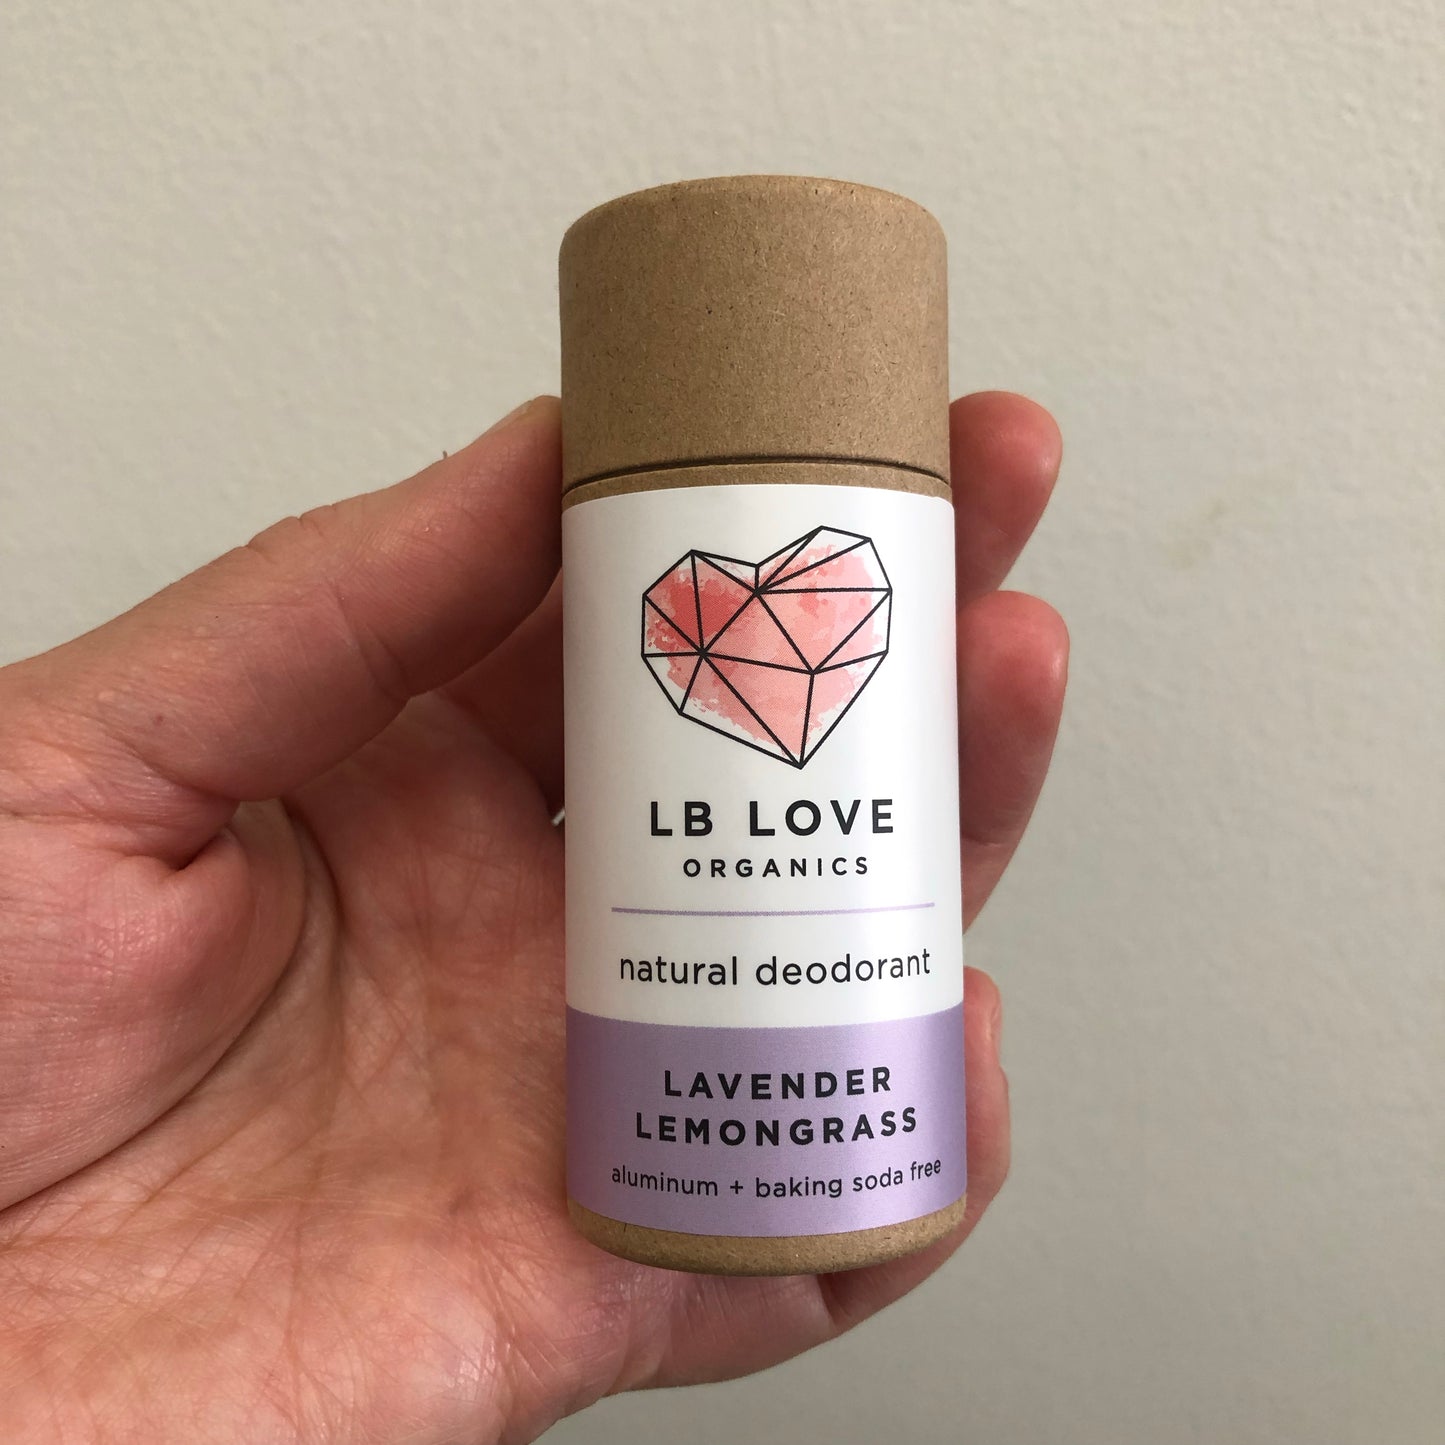 LB LOVE
ORGANICS
natural deodorant
LAVENDER
LEMONGRASS
aluminum + baking soda free